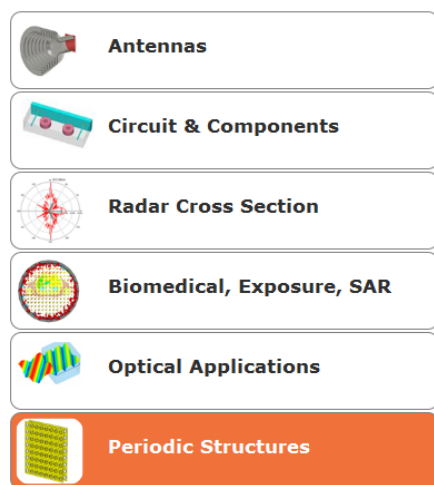 Antennas
Circuit & Components
Radar Cross Section
Biomedical, Exposure, SAR
Optical Applications
Periodic Structures